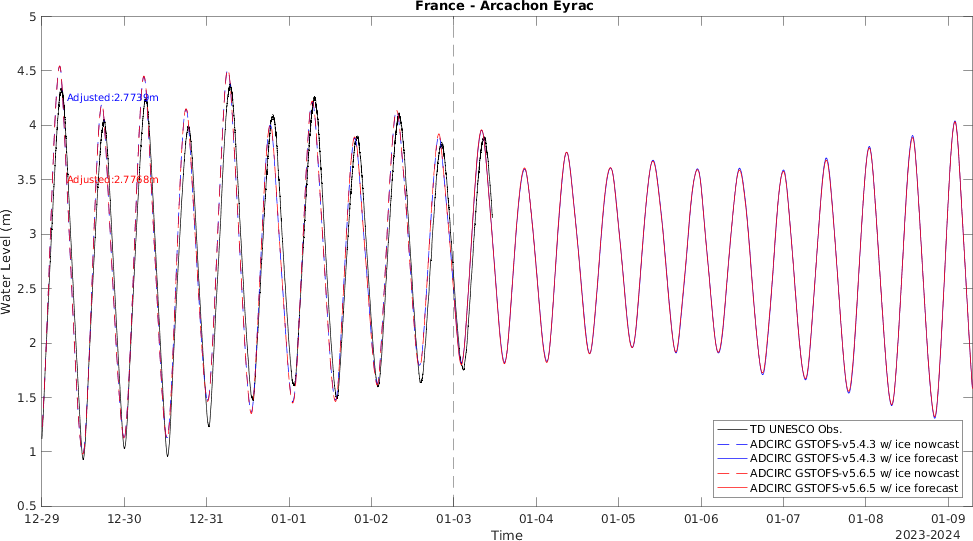 France - Arcachon Eyrac
5
4.5
4
3.5
3
2.5
2
1.5
1
0.5
Water Level (m)
Adjusted:2.7739m
Adjusted:2.7768m
TD UNESCO Obs.
ADCIRC GSTOFS-v5.4.3 w/ ice nowcast
ADCIRC GSTOFS-v5.4.3 w/ ice forecast
ADCIRC GSTOFS-v5.6.5 w/ ice nowcast
ADCIRC GSTOFS-v5.6.5 w/ ice forecast
12-29 12-30 12-31 01-01 01-02 01-03 01-04 01-05 01-06 01-07 01-08 01-09
Time
2023-2024